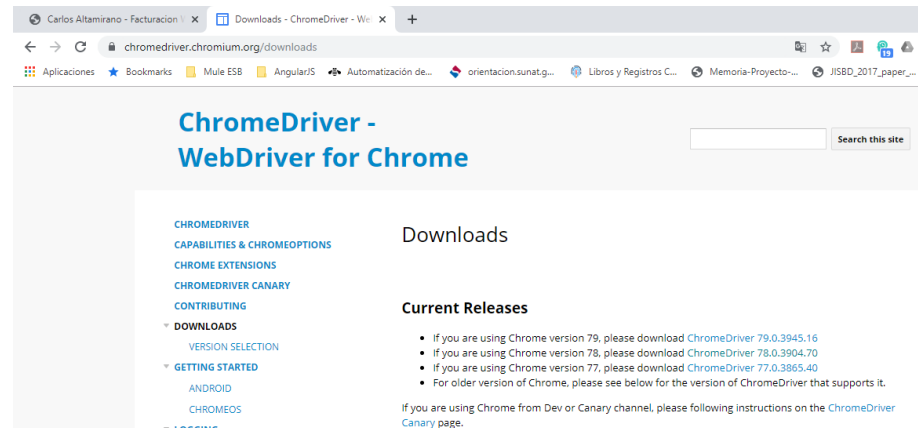 Carlos Altamirano - Facturacion
Downloads - ChromeDriver - We
chromedriver.chromium.org/downloads
19
Aplicaciones
Bookmarks
Mule ESB
AngularJS
Automatización de...
orientacion.sunat.g...
Libros y Registros C...
Memoria-Proyecto-...
JISBD_2017_paper_...
ChromeDriver -
WebDriver for Chrome
Search this site
CHROMEDRIVER
CAPABILITIES & CHROMEOPTIONS
CHROME EXTENSIONS
CHROMEDRIVER CANARY
CONTRIBUTING
DOWNLOADS
VERSION SELECTION
GETTING STARTED
ANDROID
CHROMEOS
LOGGING
Downloads
Current Releases
If you are using Chrome version 79, please download ChromeDriver 79.0.3945.16
If you are using Chrome version 78, please download ChromeDriver 78.0.3904.70
If you are using Chrome version 77, please download ChromeDriver 77.0.3865.40
For older version of Chrome, please see below for the version of ChromeDriver that supports it.
If you are using Chrome from Dev or Canary channel, please following instructions on the ChromeDriver
Canary page.